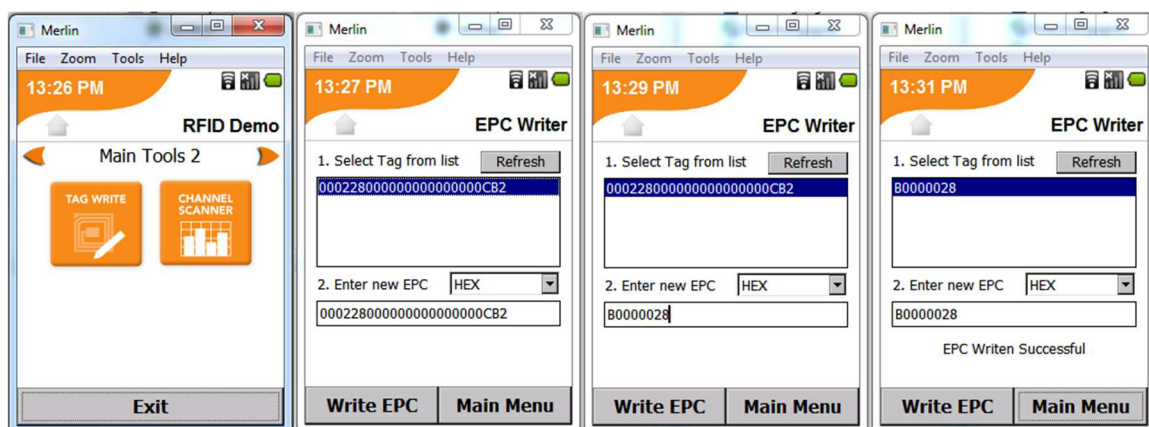 Merlin
File Zoom Tools Help
13:26 PM
RFID Demo
Main Tools 2
TAG WRITE
CHANNEL
SCANNER
Exit
Merlin
File Zoom Tools Help
13:27 PM
EPC Writer
1. Select Tag from list Refresh
000228000000000000000CB2
2. Enter new EPC HEX
000228000000000000000CB2
Write EPC Main Menu
Merlin
File Zoom Tools Help
13:29 PM
EPC Writer
1. Select Tag from list Refresh
000228000000000000000CB2
2. Enter new EPC HEX
B0000028
Write EPC Main Menu
Merlin
File Zoom Tools Help
13:31 PM
EPC Writer
1. Select Tag from list Refresh
B0000028
2. Enter new EPC HEX
B0000028
EPC Writen Successful
Write EPC Main Menu